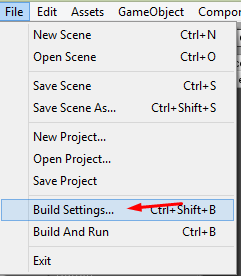 File Edit Assets GameObject Compo
New Scene Ctrl+N
Open Scene Ctrl+O
Save Scene Ctrl+S
Save Scene As... Ctrl+Shift+S
New Project...
Open Project...
Save Project
Build Settings... Ctrl+Shift+B
Build And Run Ctrl+B
Exit